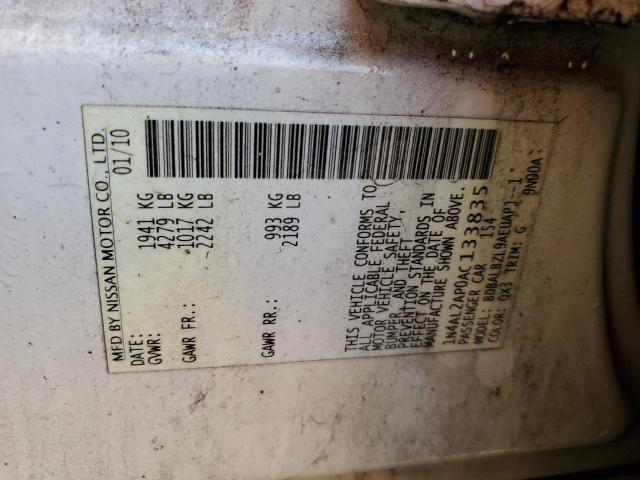 MFD BY NISSAN MOTOR CO., LTD.
DATE: 01/10
GVWR: 1941 KG
4279 LB
GAWR FR.: 1017 KG
2242 LB
GAWR RR.: 993 KG
2189 LB
THIS VEHICLE CONFORMS TO
ALL APPLICABLE FEDERAL
MOTOR VEHICLE SAFETY,
BUMPER, AND THEFT
PREVENTION STANDARDS IN
EFFECT ON THE DATE OF
MANUFACTURE SHOWN ABOVE.
1N4AL2AP0AC133835
PASSENGER CAR 154
MODEL: BDBALBZL9AEUAPJ--1
COLOR: QX3 TRIM: G 9N00A